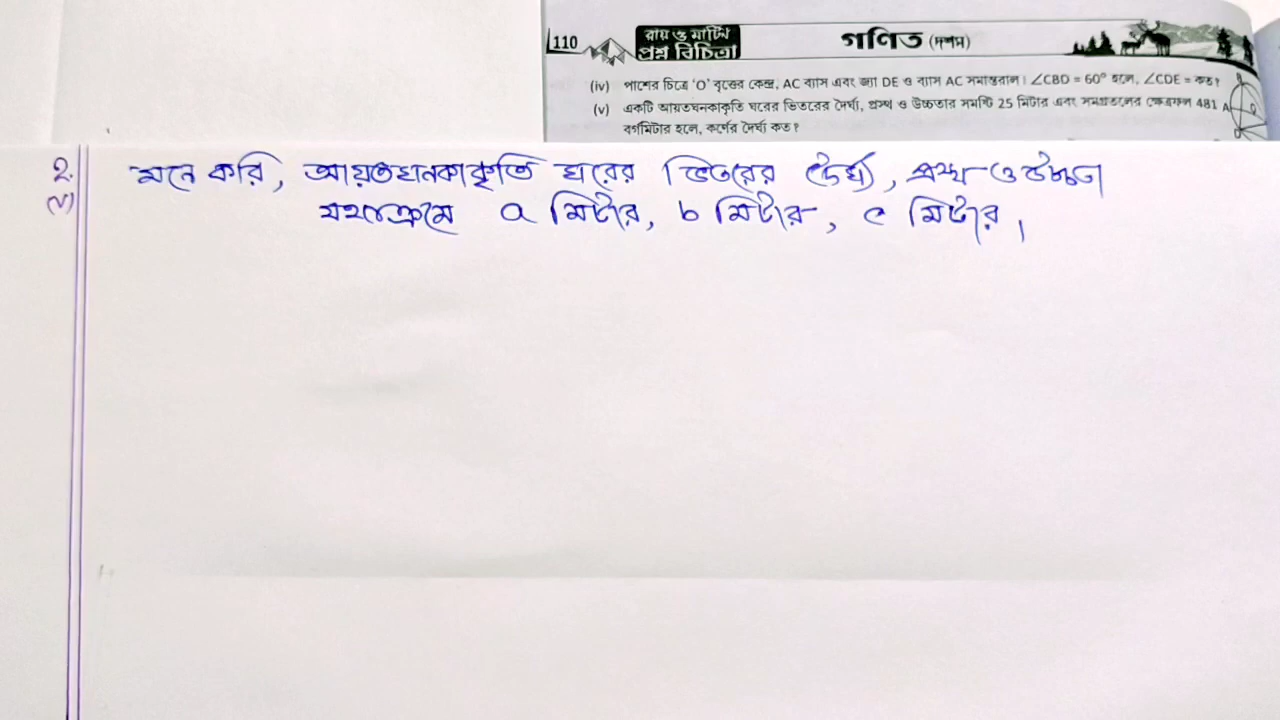 110
রায় ও মার্টিন
প্রশ্ন বিচিত্রা
গণিত (দশম)
(iv) পাশের চিত্রে 'O' বৃত্তের কেন্দ্র, AC ব্যাস এবং জ্যা DE ও ব্যাস AC সমান্তরাল। ∠CBD = 60° হলে, ∠CDE = কত?
(v) একটি আয়তঘনকাকৃতি ঘরের ভিতরের দৈর্ঘ্য, প্রস্থ ও উচ্চতার সমষ্টি 25 মিটার এবং সমগ্রতলের ক্ষেত্রফল 481
বর্গমিটার হলে, কর্ণের দৈর্ঘ্য কত?
A
২. মনে করি, আয়তঘনকাকৃতি ঘরের ভিতরের দৈর্ঘ্য, প্রস্থ ও উচ্চতা
(v) যথাক্রমে a মিটার, b মিটার, c মিটার।